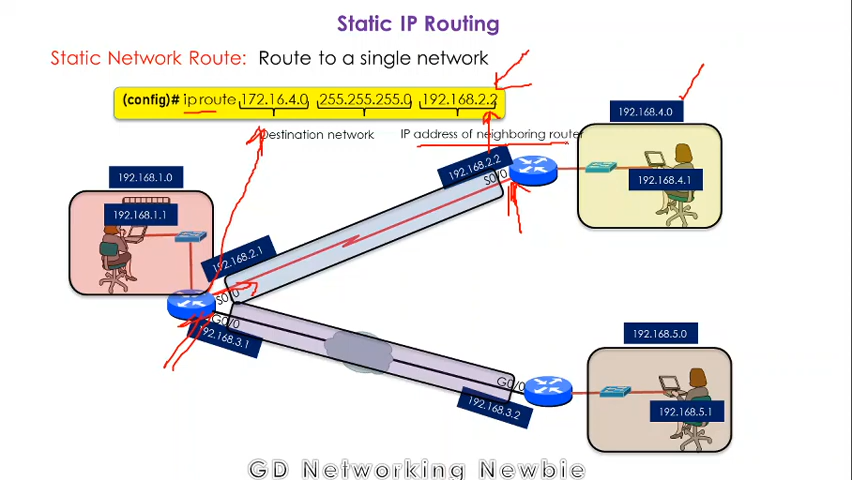 Static IP Routing
Static Network Route: Route to a single network
(config)# ip route 172.16.4.0 255.255.255.0 192.168.2.2
Destination network IP address of neighboring router
192.168.4.0
192.168.4.1
192.168.2.2
S0/0
192.168.1.0
192.168.1.1
192.168.2.1
S0/0
G0/0
192.168.3.1
192.168.5.0
G0/0
192.168.5.1
192.168.3.2
GD Networking Newbie